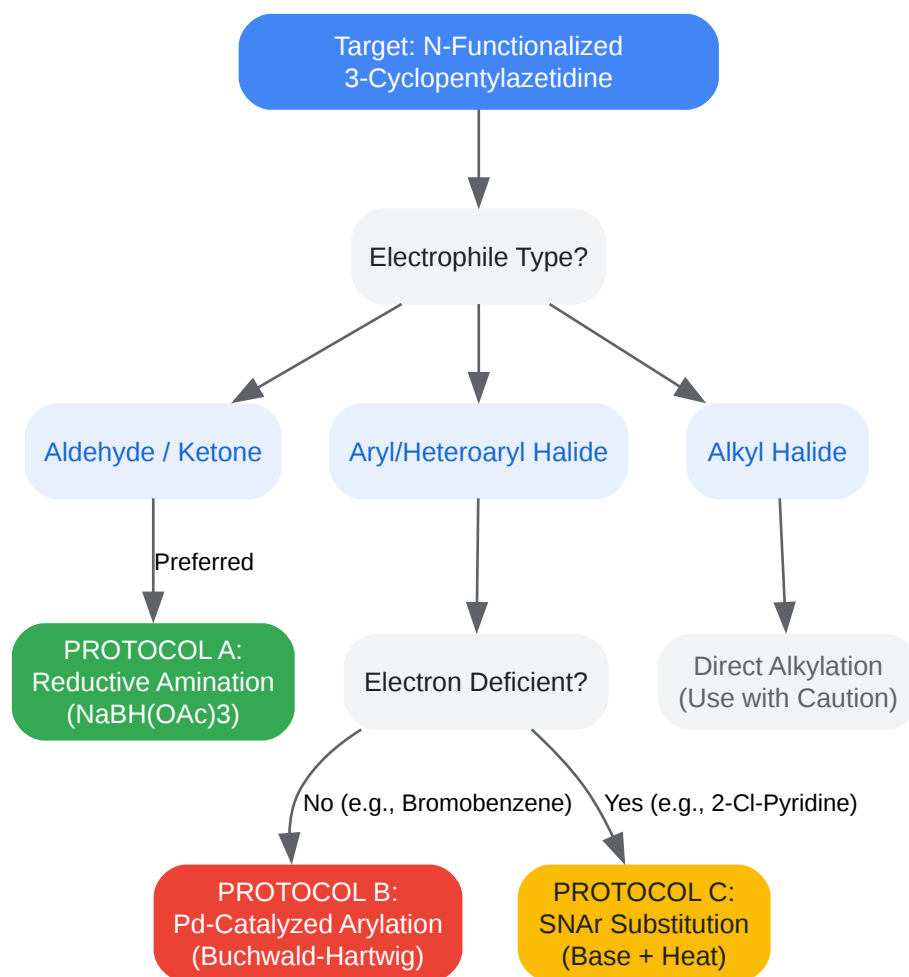 Target: N-Functionalized
3-Cyclopentylazetidine
Electrophile Type?
Aldehyde / Ketone
Aryl/Heteroaryl Halide
Alkyl Halide
Preferred
PROTOCOL A:
Reductive Amination
(NaBH(OAc)3)
Electron Deficient?
Direct Alkylation
(Use with Caution)
No (e.g., Bromobenzene)
Yes (e.g., 2-Cl-Pyridine)
PROTOCOL B:
Pd-Catalyzed Arylation
(Buchwald-Hartwig)
PROTOCOL C:
SNAr Substitution
(Base + Heat)